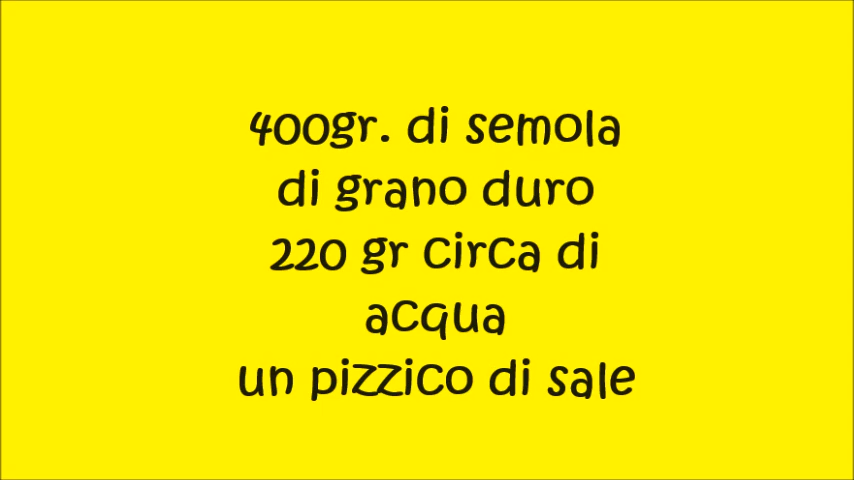 400gr. di semola
di grano duro
220 gr circa di
acqua
un pizzico di sale